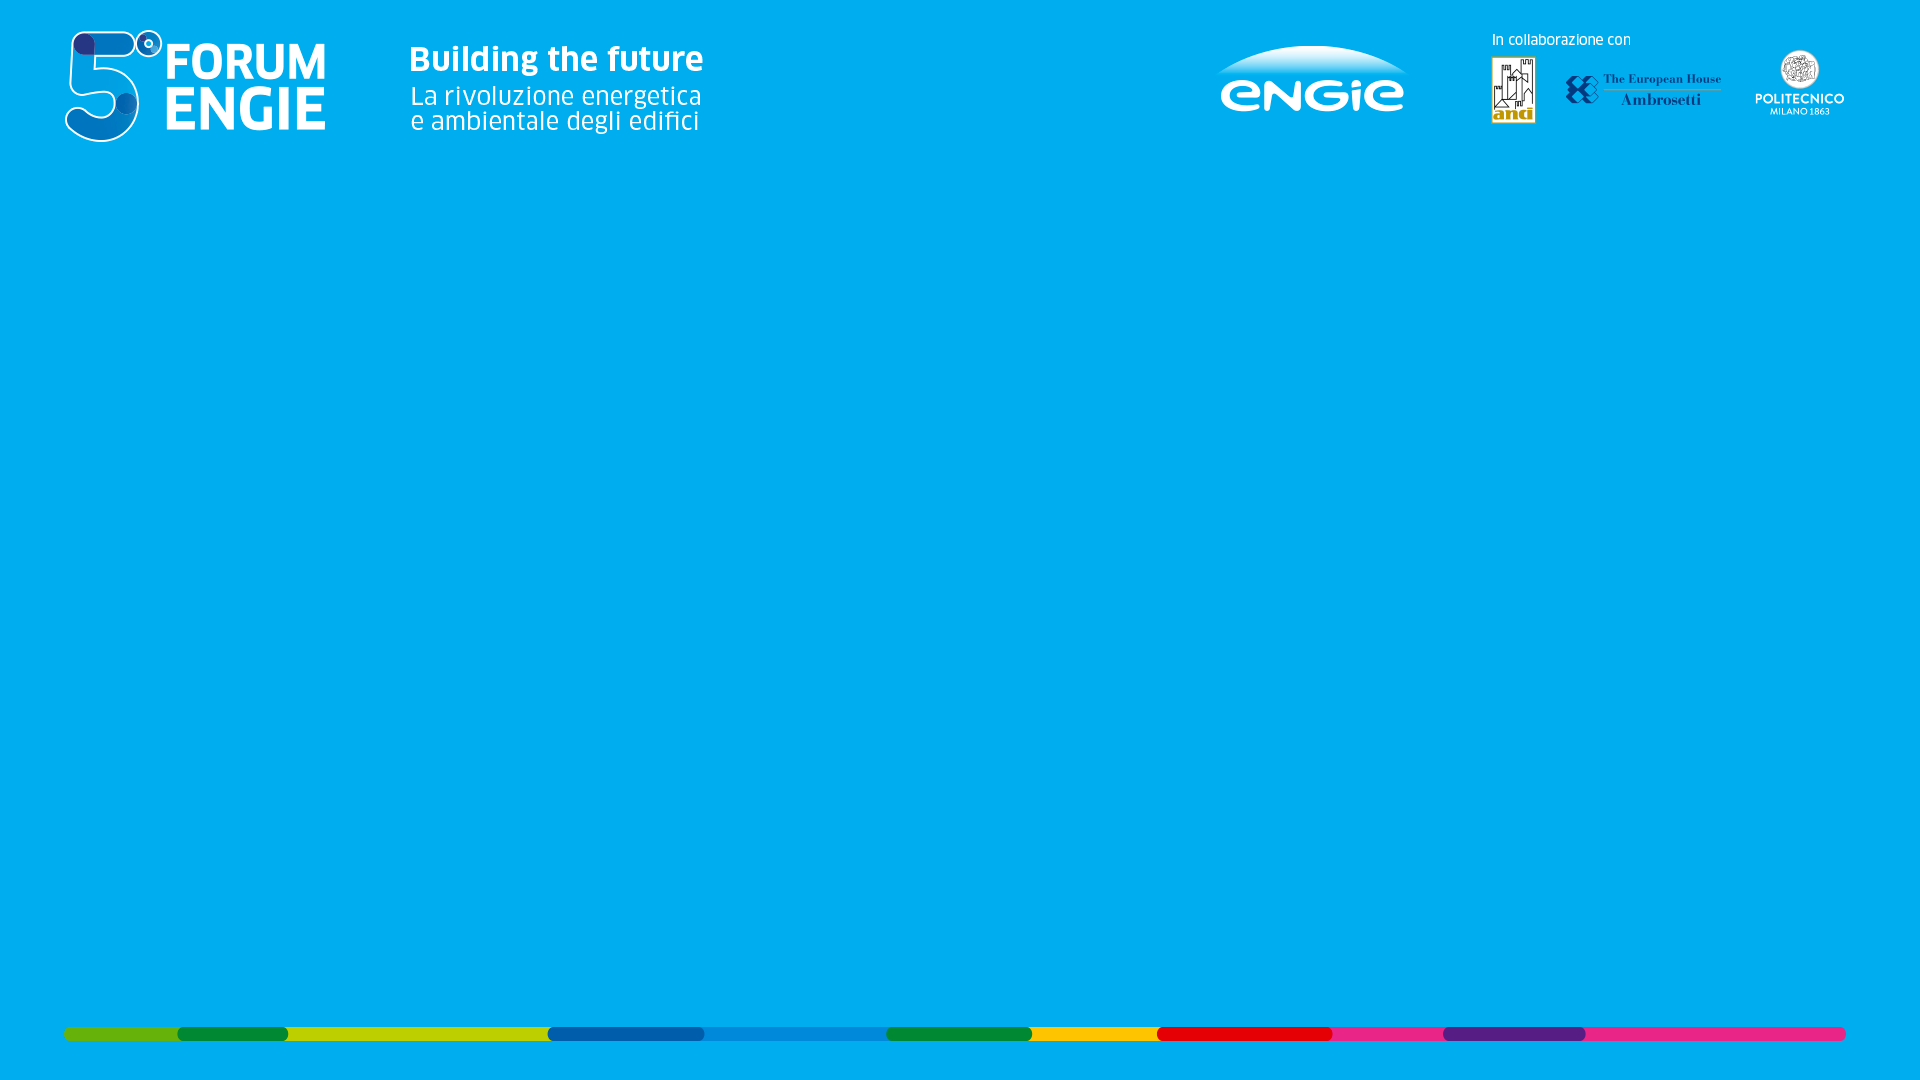 5° FORUM
ENGIE
Building the future
La rivoluzione energetica
e ambientale degli edifici
ENGIE
In collaborazione con
anci
The European House
Ambrosetti
POLITECNICO
MILANO 1863